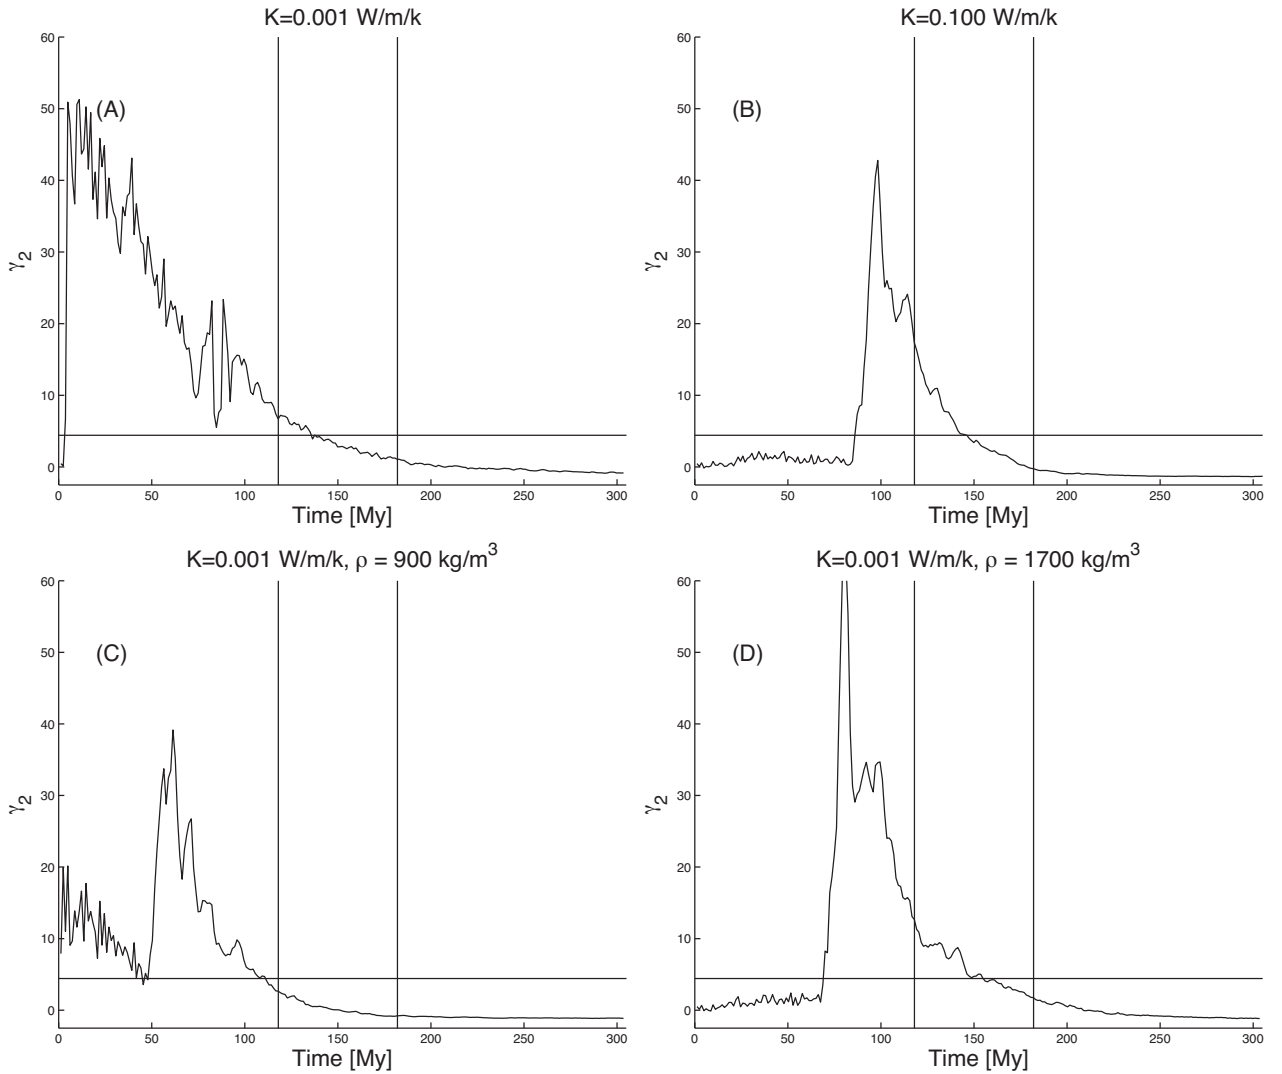 K=0.001 W/m/k
60
50
40
30
20
10
0
γ2
(A)
0 50 100 150 200 250 300
Time [My]
K=0.100 W/m/k
60
50
40
30
20
10
0
γ2
(B)
0 50 100 150 200 250 300
Time [My]
K=0.001 W/m/k, ρ = 900 kg/m3
60
50
40
30
20
10
0
γ2
(C)
0 50 100 150 200 250 300
Time [My]
K=0.001 W/m/k, ρ = 1700 kg/m3
60
50
40
30
20
10
0
γ2
(D)
0 50 100 150 200 250 300
Time [My]